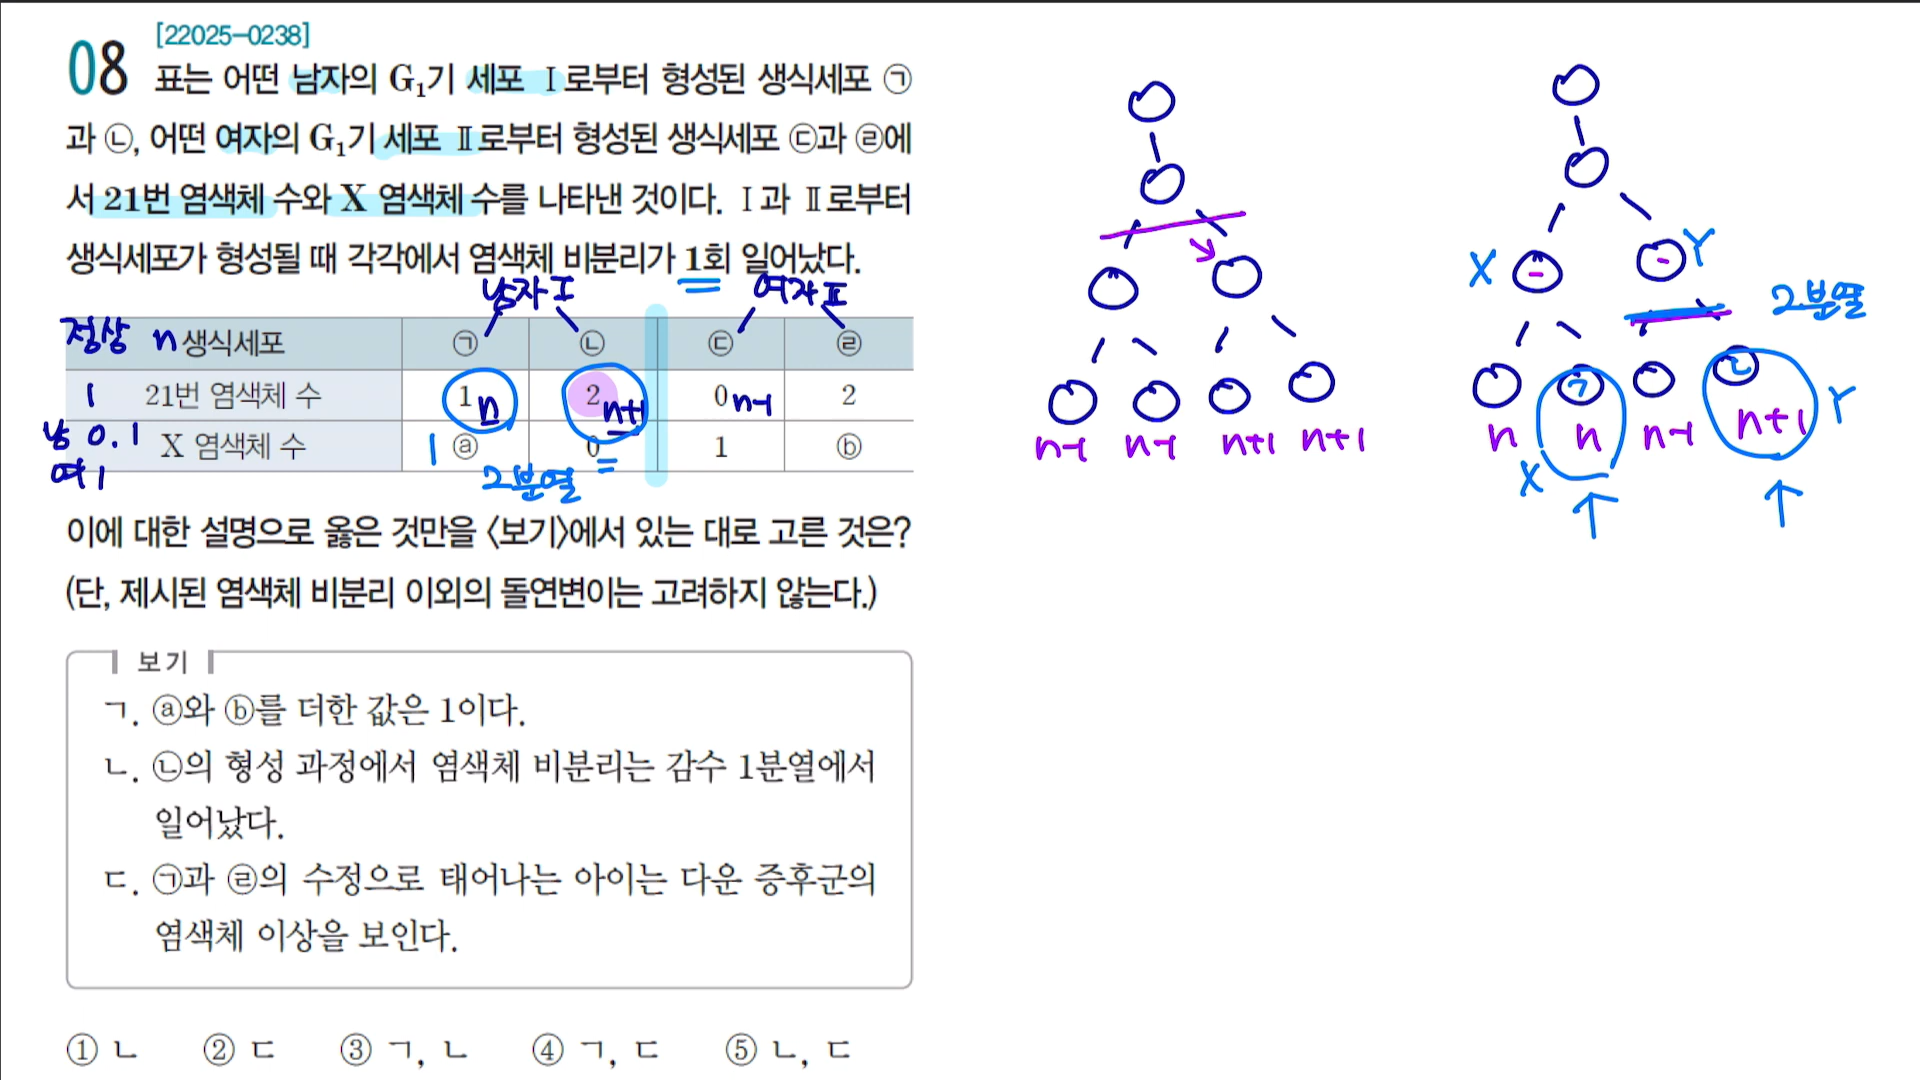 [22025-0238]
08 표는 어떤 남자의 G₁기 세포 Ⅰ로부터 형성된 생식세포 ㉠
과 ㉡, 어떤 여자의 G₁기 세포 Ⅱ로부터 형성된 생식세포 ㉢과 ㉣에
서 21번 염색체 수와 X 염색체 수를 나타낸 것이다. Ⅰ과 Ⅱ로부터
생식세포가 형성될 때 각각에서 염색체 비분리가 1회 일어났다.
남자 Ⅰ 여자 Ⅱ
정상 n 생식세포 ㉠ ㉡ ㉢ ㉣
1 21번 염색체 수 1 n 2 n+1 0 n-1 2
남 0.1 X 염색체 수 1 ⓐ 0 1 ⓑ
여 1
2분열
이에 대한 설명으로 옳은 것만을 <보기>에서 있는 대로 고른 것은?
(단, 제시된 염색체 비분리 이외의 돌연변이는 고려하지 않는다.)
보기
ㄱ. ⓐ와 ⓑ를 더한 값은 1이다.
ㄴ. ㉡의 형성 과정에서 염색체 비분리는 감수 1분열에서
일어났다.
ㄷ. ㉠과 ㉣의 수정으로 태어나는 아이는 다운 증후군의
염색체 이상을 보인다.
① ㄴ ② ㄷ ③ ㄱ, ㄴ ④ ㄱ, ㄷ ⑤ ㄴ, ㄷ
n-1 n-1 n+1 n+1
X Y
2분열
ㄱ ㄴ
n n n-1 n+1 Y
X